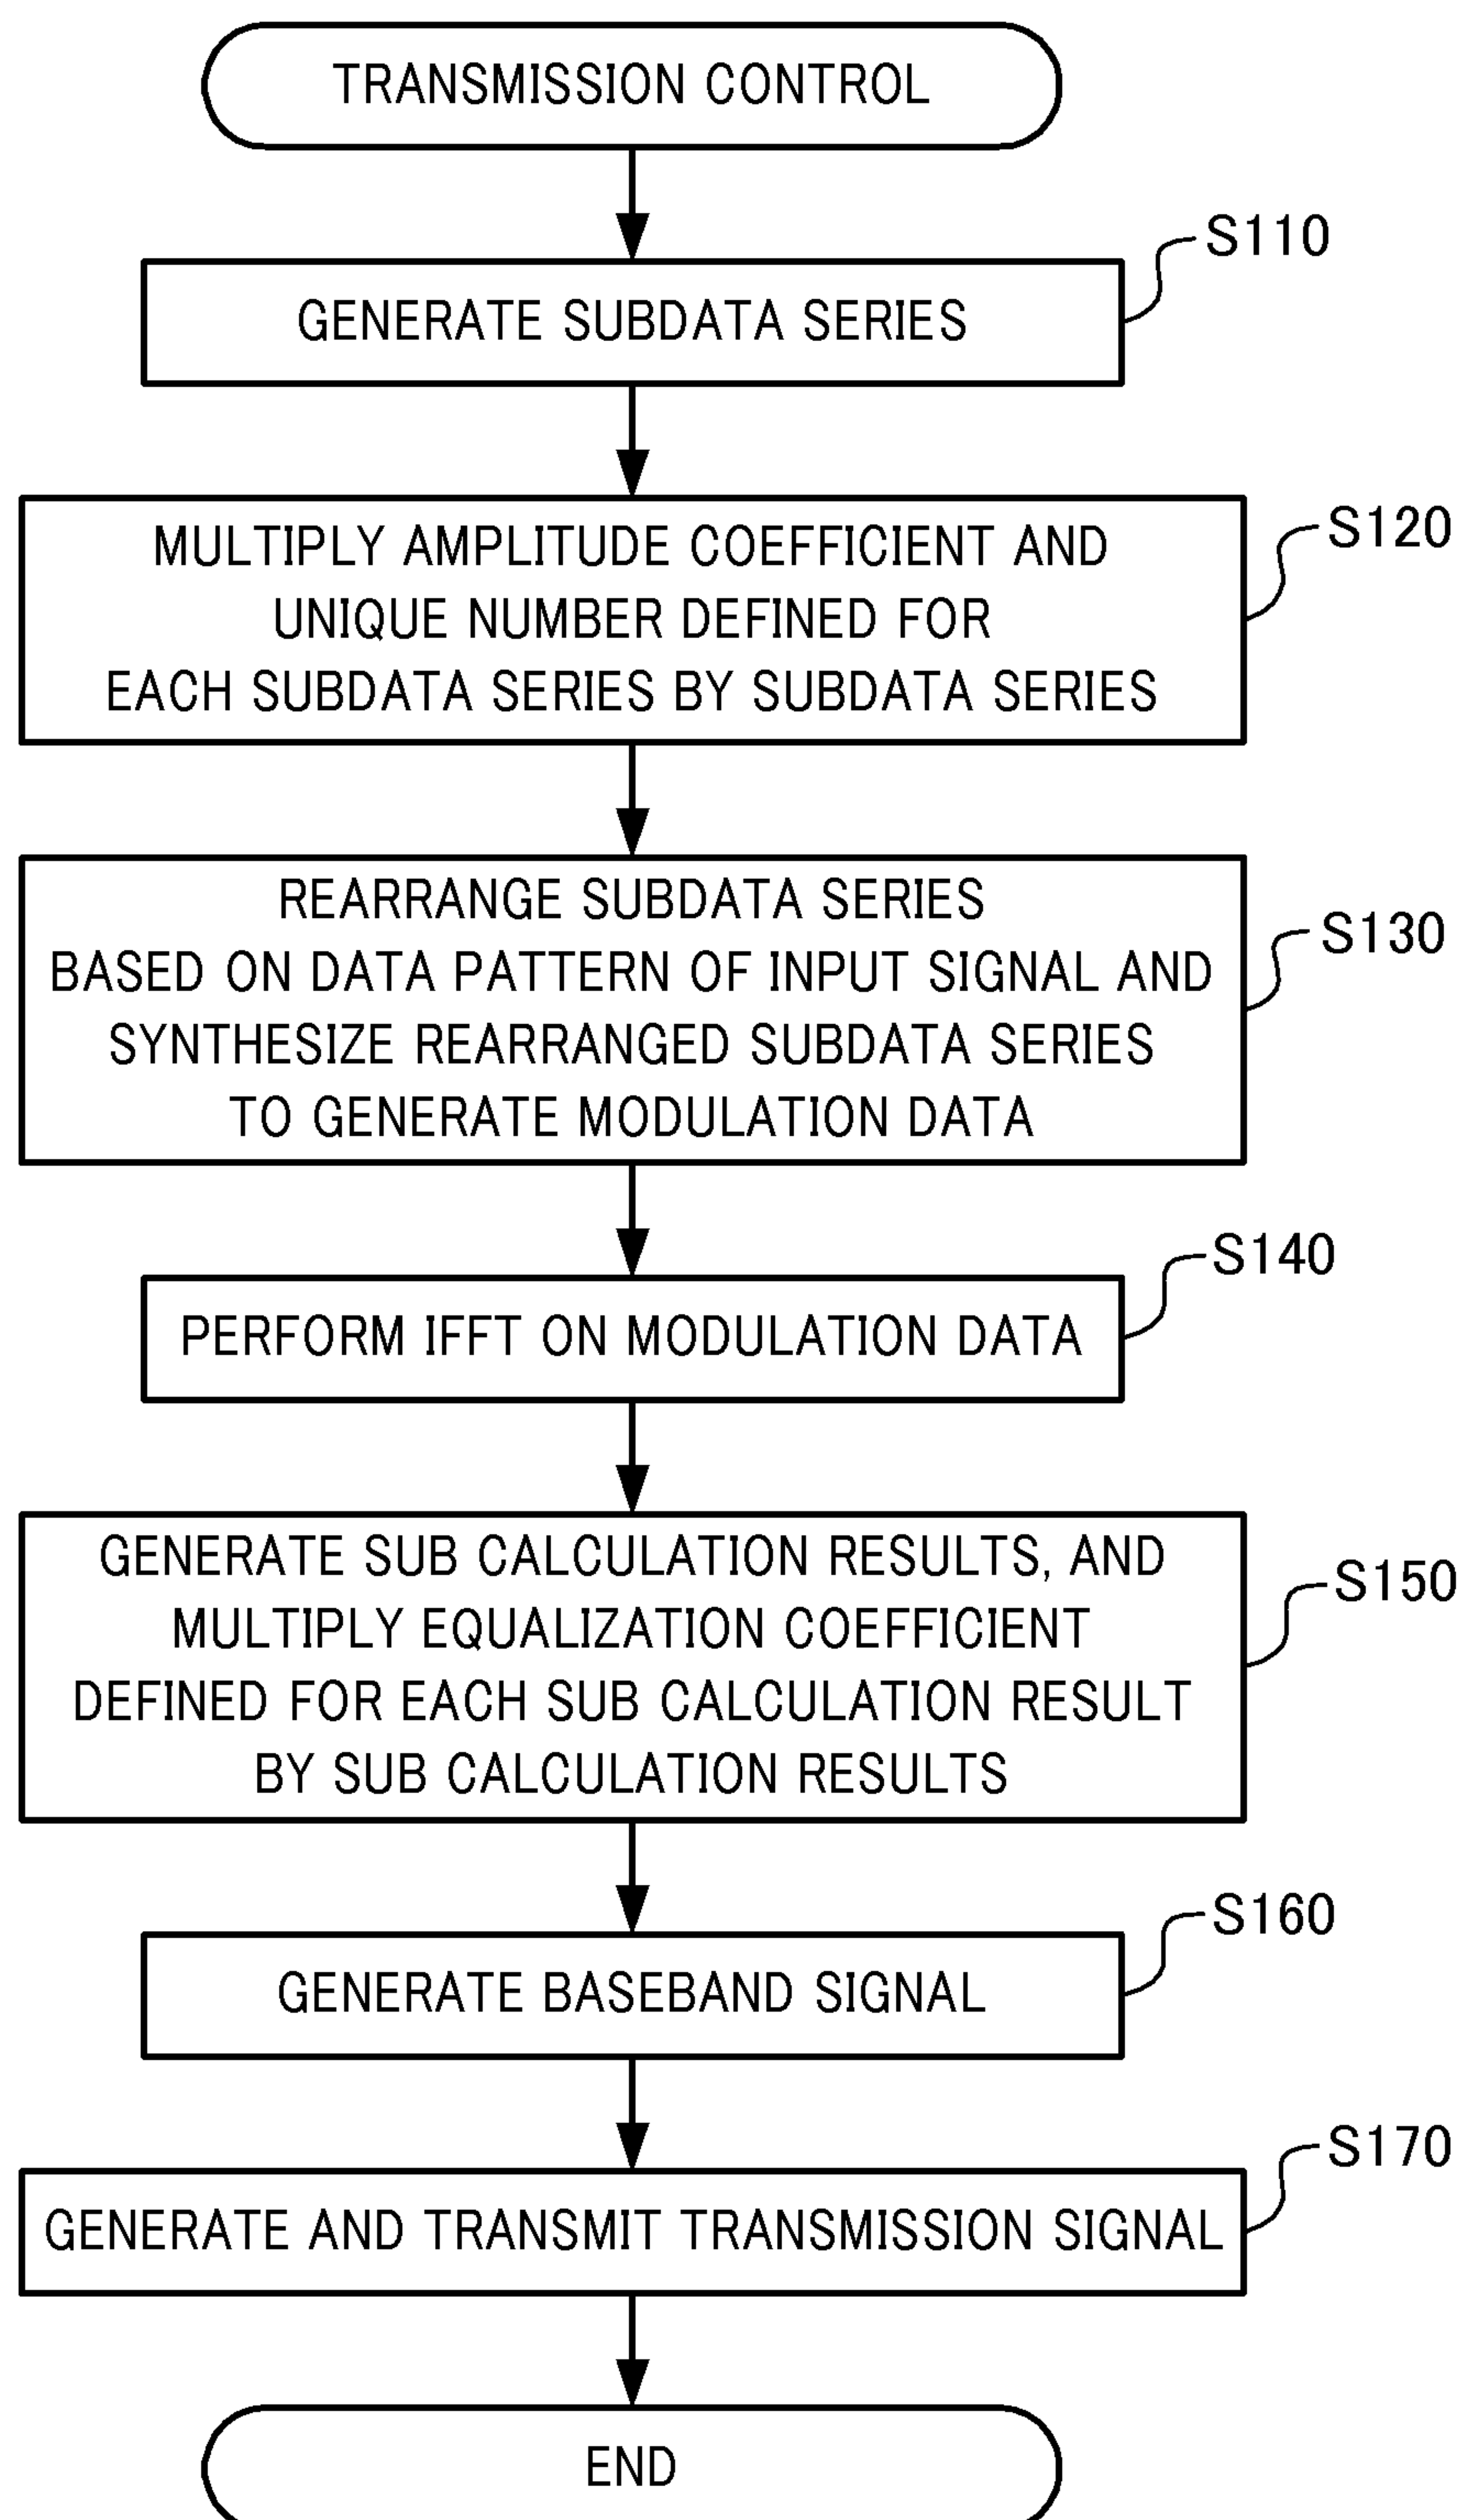 TRANSMISSION CONTROL
S110
GENERATE SUBDATA SERIES
S120
MULTIPLY AMPLITUDE COEFFICIENT AND
UNIQUE NUMBER DEFINED FOR
EACH SUBDATA SERIES BY SUBDATA SERIES
S130
REARRANGE SUBDATA SERIES
BASED ON DATA PATTERN OF INPUT SIGNAL AND
SYNTHESIZE REARRANGED SUBDATA SERIES
TO GENERATE MODULATION DATA
S140
PERFORM IFFT ON MODULATION DATA
S150
GENERATE SUB CALCULATION RESULTS, AND
MULTIPLY EQUALIZATION COEFFICIENT
DEFINED FOR EACH SUB CALCULATION RESULT
BY SUB CALCULATION RESULTS
S160
GENERATE BASEBAND SIGNAL
S170
GENERATE AND TRANSMIT TRANSMISSION SIGNAL
END